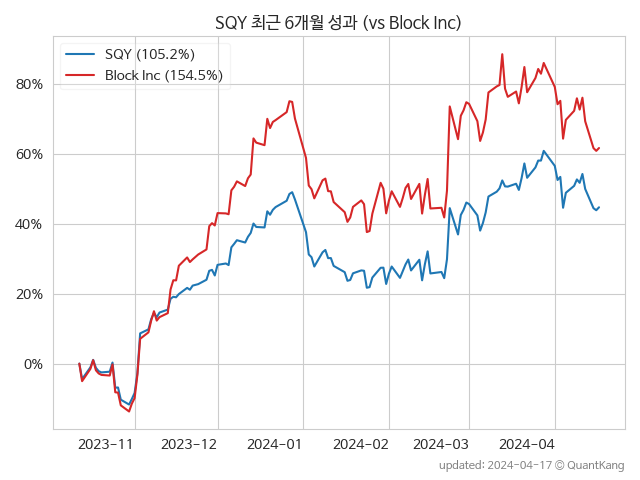 SQY 최근 6개월 성과 (vs Block Inc)
SQY (105.2%)
Block Inc (154.5%)
80%
60%
40%
20%
0%
2023-11 2023-12 2024-01 2024-02 2024-03 2024-04
updated: 2024-04-17 © QuantKang